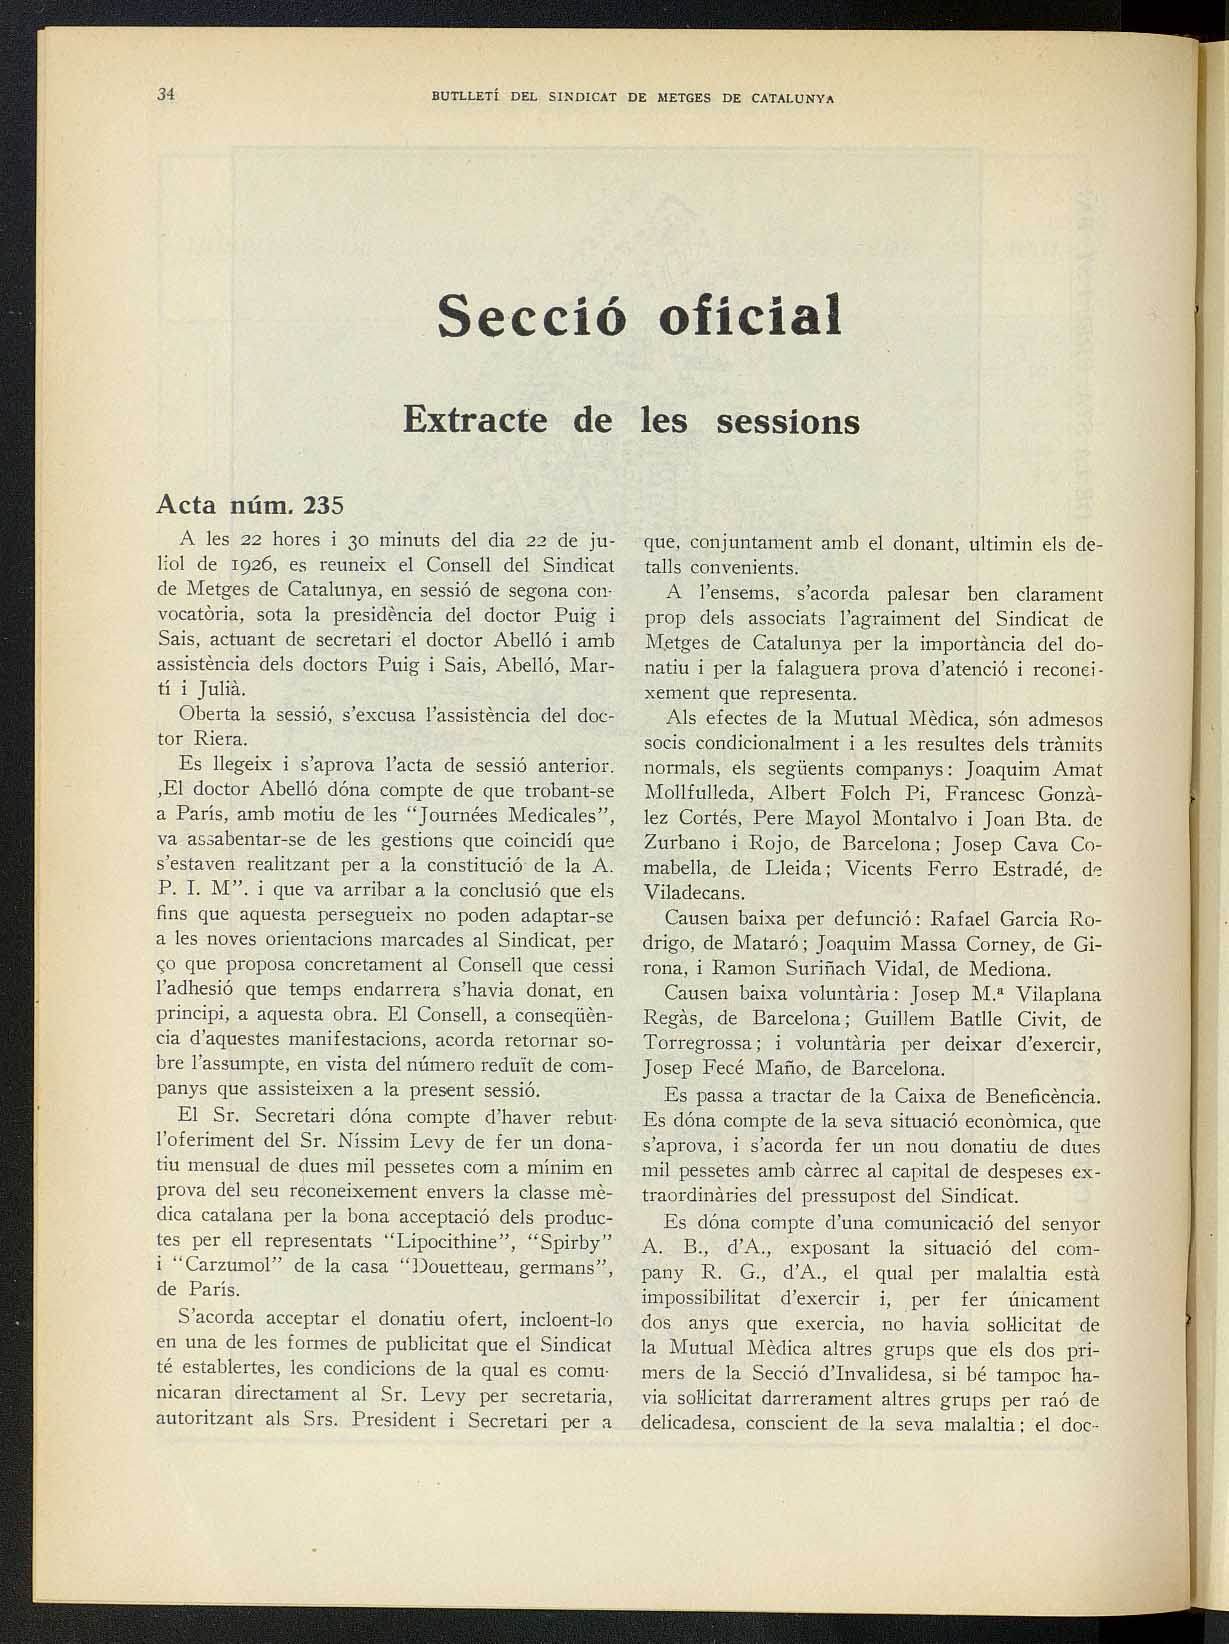 34
BUTLLETÍ DEL SINDICAT DE METGES DE CATALUNYA
Secció oficial
Extracte de les sessions
Acta núm. 235
A les 22 hores i 30 minuts del dia 22 de ju-
liol de 1926, es reuneix el Consell del Sindicat
de Metges de Catalunya, en sessió de segona con-
vocatòria, sota la presidència del doctor Puig i
Sais, actuant de secretari el doctor Abelló i amb
assistència dels doctors Puig i Sais, Abelló, Mar-
tí i Julià.
Oberta la sessió, s'excusa l'assistència del doc-
tor Riera.
Es llegeix i s'aprova l'acta de sessió anterior.
,El doctor Abelló dóna compte de que trobant-se
a París, amb motiu de les “Journées Medicales”,
va assabentar-se de les gestions que coincidí que
s'estaven realitzant per a la constitució de la A.
P. I. M”. i que va arribar a la conclusió que els
fins que aquesta persegueix no poden adaptar-se
a les noves orientacions marcades al Sindicat, per
ço que proposa concretament al Consell que cessi
l'adhesió que temps endarrera s'havia donat, en
principi, a aquesta obra. El Consell, a conseqüèn-
cia d'aquestes manifestacions, acorda retornar so-
bre l'assumpte, en vista del número reduït de com-
panys que assisteixen a la present sessió.
El Sr. Secretari dóna compte d'haver rebut
l'oferiment del Sr. Níssim Levy de fer un dona-
tiu mensual de dues mil pessetes com a mínim en
prova del seu reconeixement envers la classe mè-
dica catalana per la bona acceptació dels produc-
tes per ell representats “Lipocithine”, “Spirby”
i “Carzumol” de la casa “Douetteau, germans”,
de París.
S'acorda acceptar el donatiu ofert, incloent-lo
en una de les formes de publicitat que el Sindicat
té establertes, les condicions de la qual es comu-
nicaran directament al Sr. Levy per secretaria,
autoritzant als Srs. President i Secretari per a
que, conjuntament amb el donant, ultimin els de-
talls convenients.
A l'ensems, s'acorda palesar ben clarament
prop dels associats l'agraiment del Sindicat de
Metges de Catalunya per la importància del do-
natiu i per la falaguera prova d'atenció i reconei-
xement que representa.
Als efectes de la Mutual Mèdica, són admesos
socis condicionalment i a les resultes dels tràmits
normals, els següents companys: Joaquim Amat
Mollfulleda, Albert Folch Pi, Francesc Gonzà-
lez Cortés, Pere Mayol Montalvo i Joan Bta. de
Zurbano i Rojo, de Barcelona; Josep Cava Co-
mabella, de Lleida; Vicents Ferro Estradé, de
Viladecans.
Causen baixa per defunció: Rafael Garcia Ro-
drigo, de Mataró; Joaquim Massa Corney, de Gi-
rona, i Ramon Suriñach Vidal, de Mediona.
Causen baixa voluntària: Josep M.ª Vilaplana
Regàs, de Barcelona; Guillem Batlle Civit, de
Torregrossa; i voluntària per deixar d'exercir,
Josep Fecé Maño, de Barcelona.
Es passa a tractar de la Caixa de Beneficència.
Es dóna compte de la seva situació econòmica, que
s'aprova, i s'acorda fer un nou donatiu de dues
mil pessetes amb càrrec al capital de despeses ex-
traordinàries del pressupost del Sindicat.
Es dóna compte d'una comunicació del senyor
A. B., d'A., exposant la situació del com-
pany R. G., d'A., el qual per malaltia està
impossibilitat d'exercir i, per fer únicament
dos anys que exercia, no havia sol·licitat de
la Mutual Mèdica altres grups que els dos pri-
mers de la Secció d'Invalidesa, si bé tampoc ha-
via sol·licitat darrerament altres grups per raó de
delicadesa, conscient de la seva malaltia; el doc-